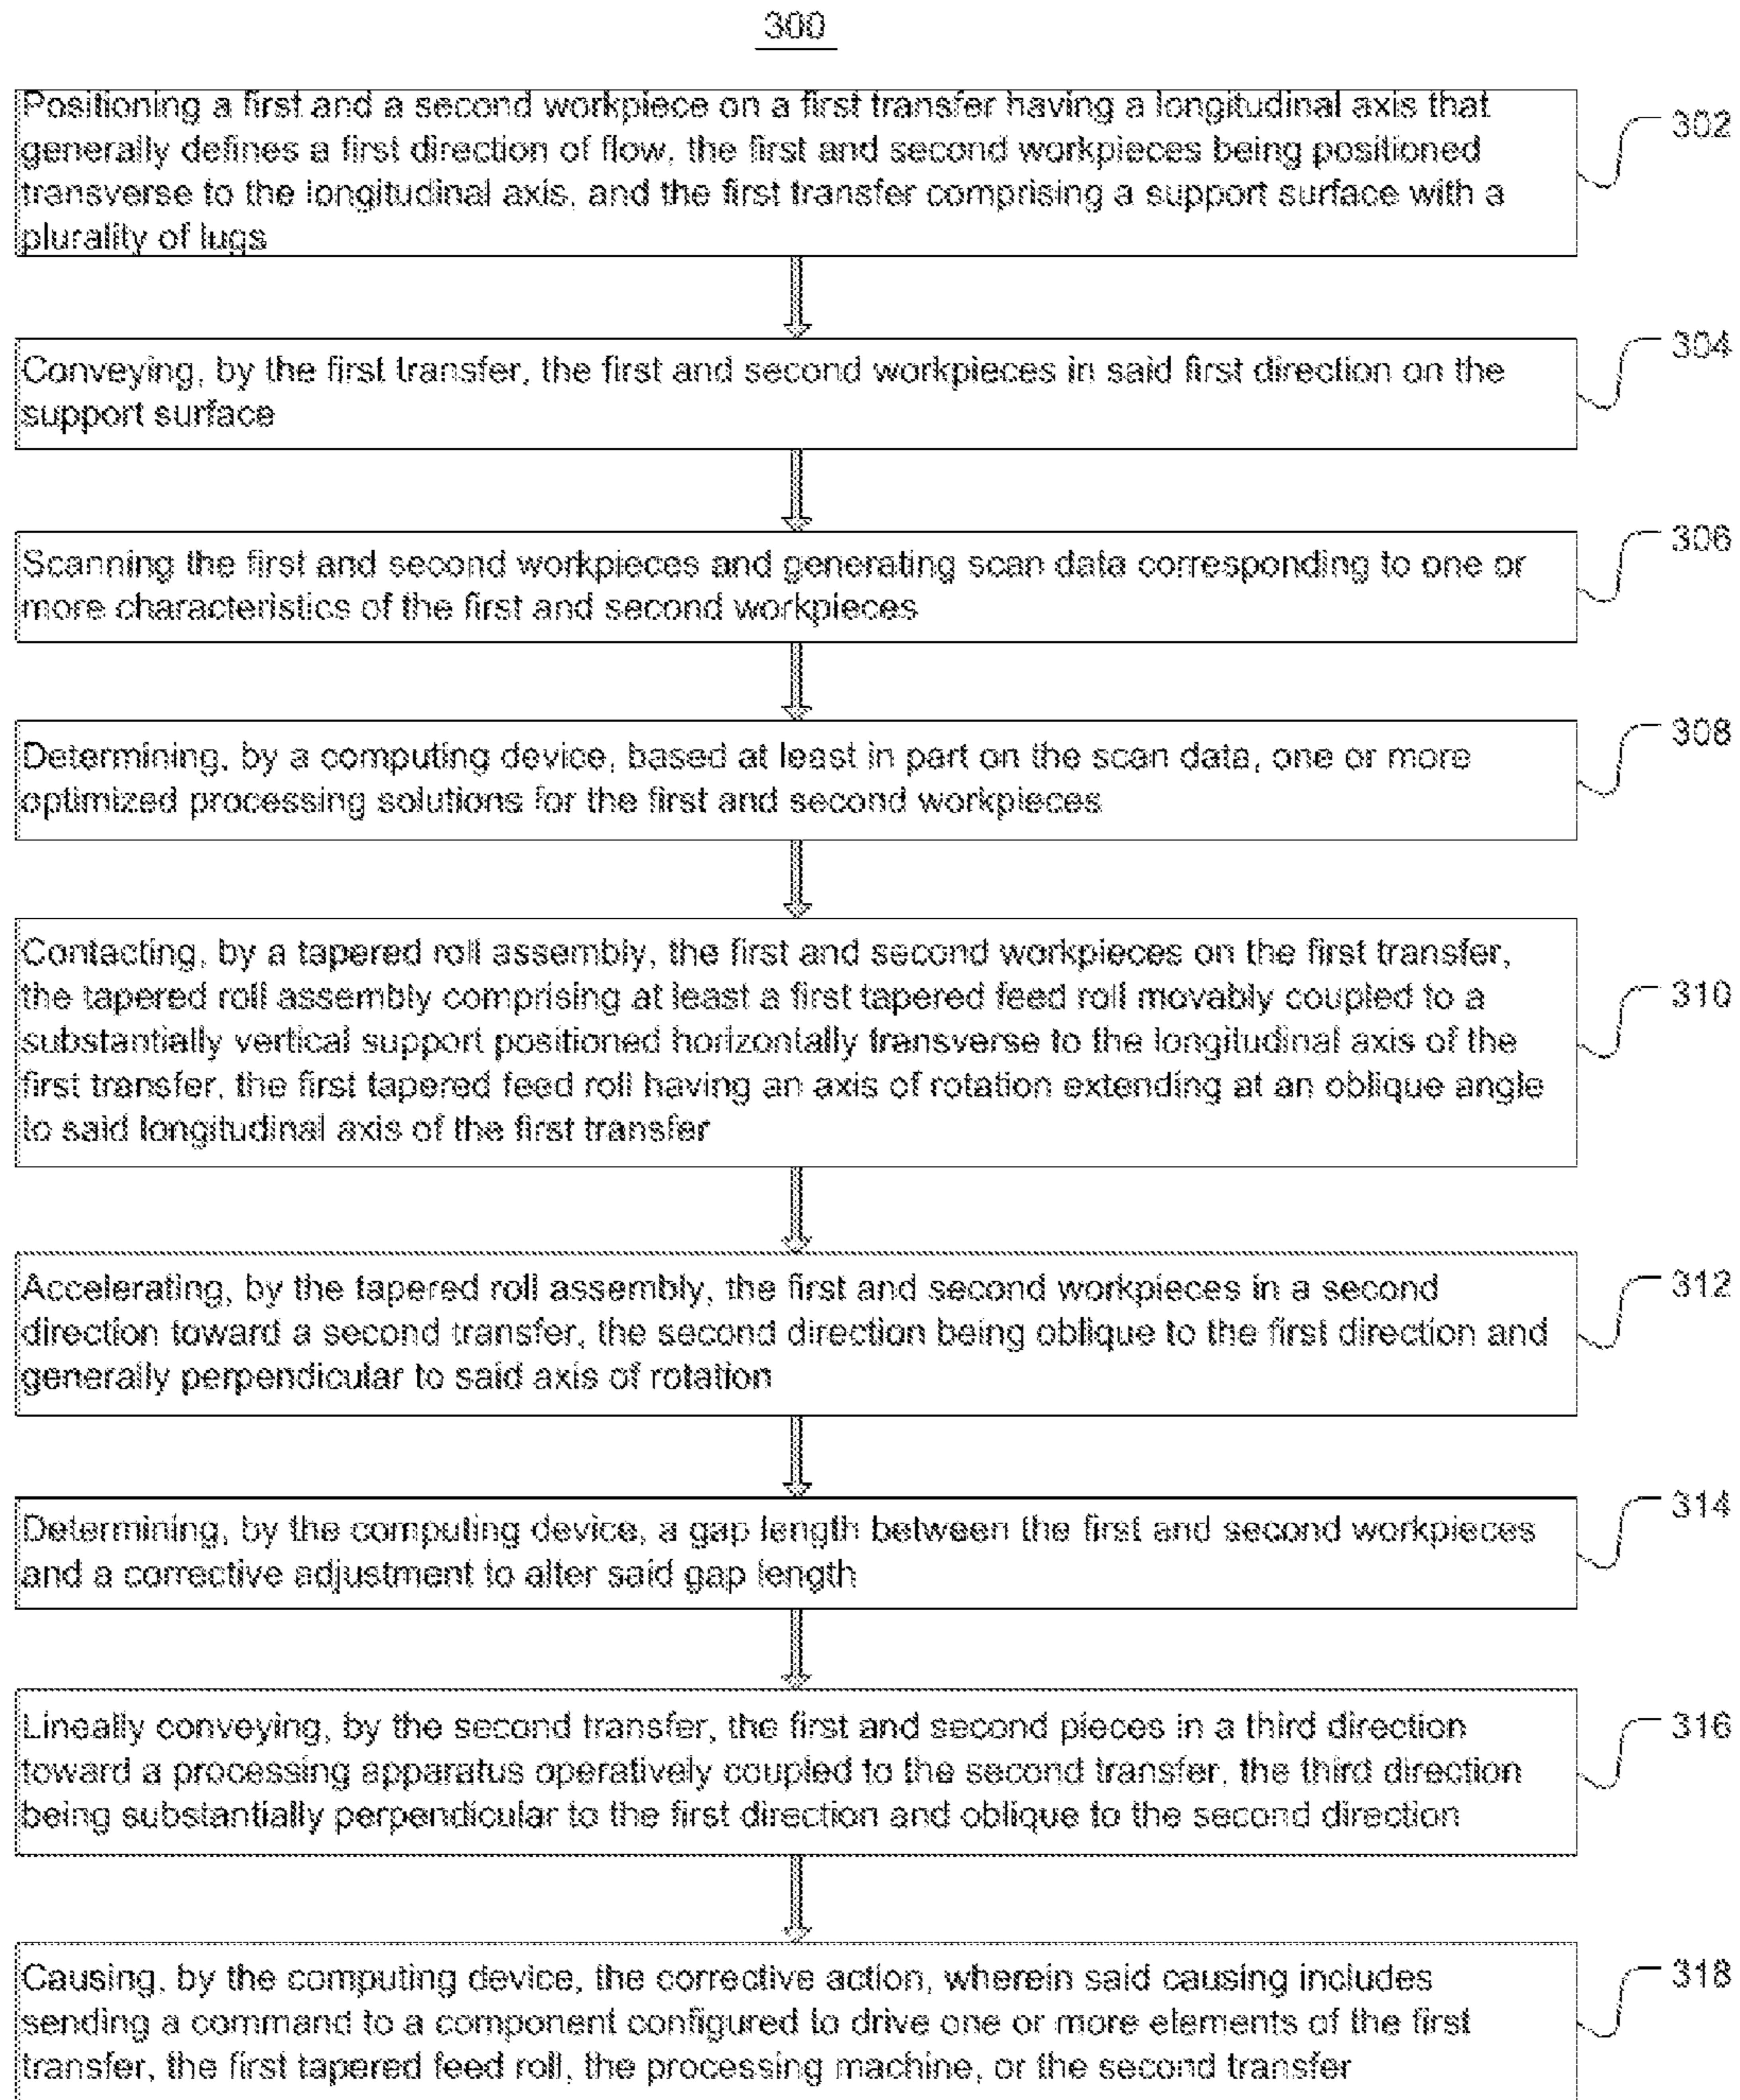 300
Positioning a first and a second workpiece on a first transfer having a longitudinal axis that
generally defines a first direction of flow, the first and second workpieces being positioned
transverse to the longitudinal axis, and the first transfer comprising a support surface with a
plurality of lugs
302
Conveying, by the first transfer, the first and second workpieces in said first direction on the
support surface
304
Scanning the first and second workpieces and generating scan data corresponding to one or
more characteristics of the first and second workpieces
306
Determining, by a computing device, based at least in part on the scan data, one or more
optimized processing solutions for the first and second workpieces
308
Contacting, by a tapered roll assembly, the first and second workpieces on the first transfer,
the tapered roll assembly comprising at least a first tapered feed roll movably coupled to a
substantially vertical support positioned horizontally transverse to the longitudinal axis of the
first transfer, the first tapered feed roll having an axis of rotation extending at an oblique angle
to said longitudinal axis of the first transfer
310
Accelerating, by the tapered roll assembly, the first and second workpieces in a second
direction toward a second transfer, the second direction being oblique to the first direction and
generally perpendicular to said axis of rotation
312
Determining, by the computing device, a gap length between the first and second workpieces
and a corrective adjustment to alter said gap length
314
Lineally conveying, by the second transfer, the first and second pieces in a third direction
toward a processing apparatus operatively coupled to the second transfer, the third direction
being substantially perpendicular to the first direction and oblique to the second direction
316
Causing, by the computing device, the corrective action, wherein said causing includes
sending a command to a component configured to drive one or more elements of the first
transfer, the first tapered feed roll, the processing machine, or the second transfer
318